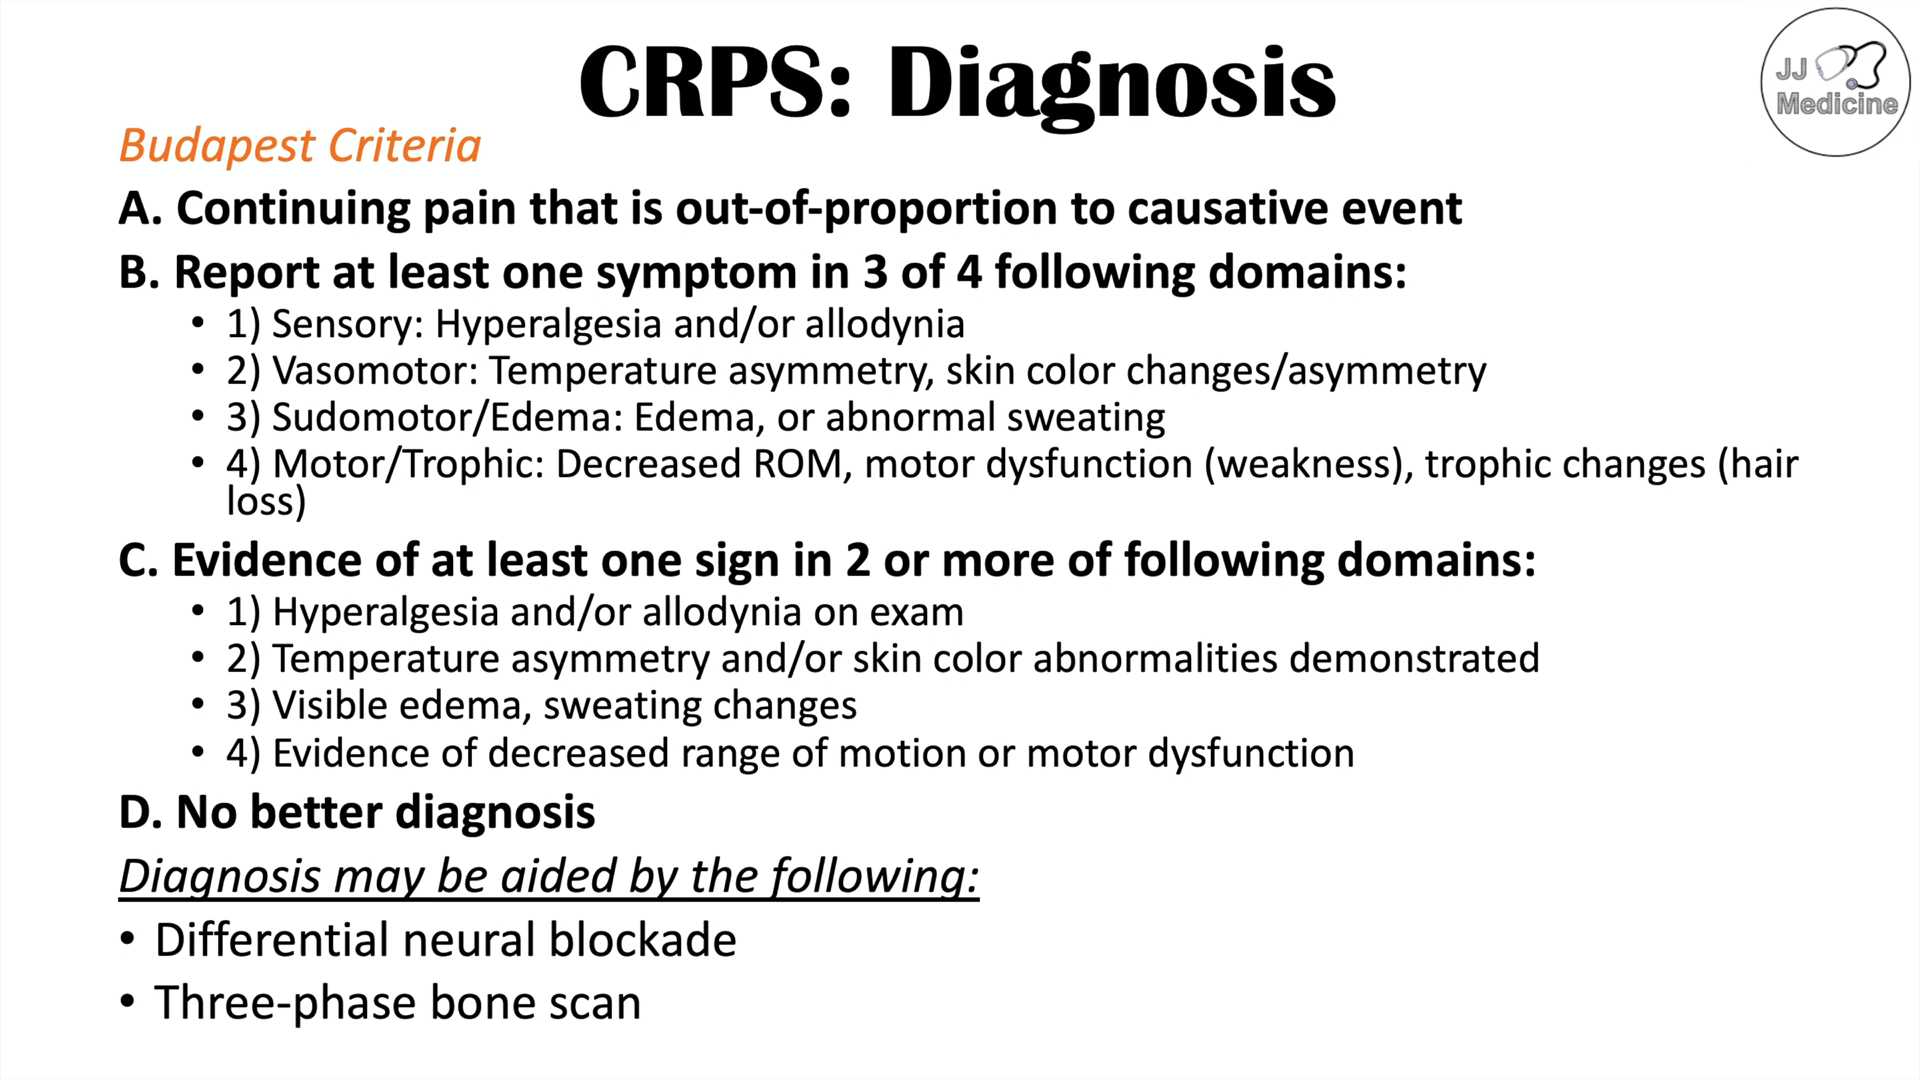 CRPS: Diagnosis
JJ
Medicine
Budapest Criteria
A. Continuing pain that is out-of-proportion to causative event
B. Report at least one symptom in 3 of 4 following domains:
• 1) Sensory: Hyperalgesia and/or allodynia
• 2) Vasomotor: Temperature asymmetry, skin color changes/asymmetry
• 3) Sudomotor/Edema: Edema, or abnormal sweating
• 4) Motor/Trophic: Decreased ROM, motor dysfunction (weakness), trophic changes (hair
loss)
C. Evidence of at least one sign in 2 or more of following domains:
• 1) Hyperalgesia and/or allodynia on exam
• 2) Temperature asymmetry and/or skin color abnormalities demonstrated
• 3) Visible edema, sweating changes
• 4) Evidence of decreased range of motion or motor dysfunction
D. No better diagnosis
Diagnosis may be aided by the following:
• Differential neural blockade
• Three-phase bone scan